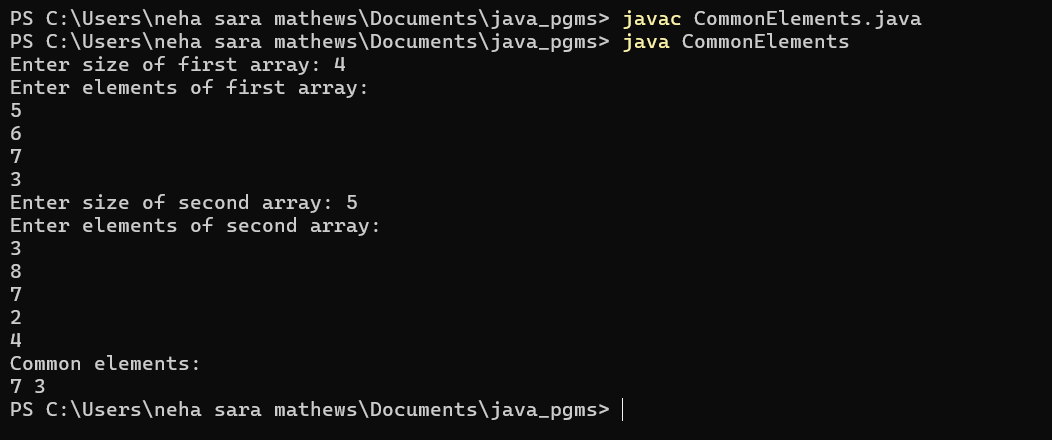 PS C:\Users\neha sara mathews\Documents\java_pgms> javac CommonElements.java
PS C:\Users\neha sara mathews\Documents\java_pgms> java CommonElements
Enter size of first array: 4
Enter elements of first array:
5
6
7
3
Enter size of second array: 5
Enter elements of second array:
3
8
7
2
4
Common elements:
7 3
PS C:\Users\neha sara mathews\Documents\java_pgms>